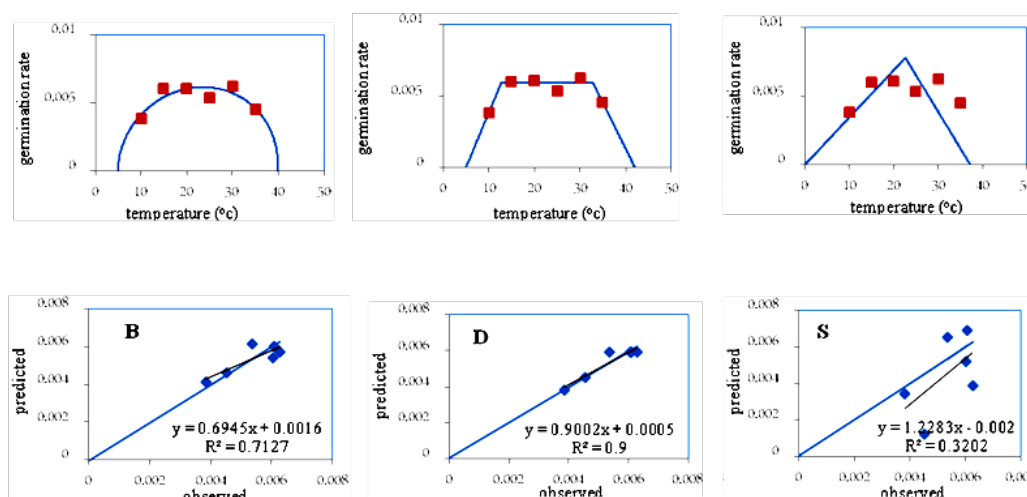 0,01
0,005
0
germination rate
0 10 20 30 40 50
temperature (°c)
0,01
0,005
0
germination rate
0 10 20 30 40 50
temperature (°c)
0,01
0,005
0
germination rate
0 10 20 30 40 50
temperature (°c)
0,008
0,006
0,004
0,002
0
predicted
B
y = 0.6945x + 0.0016
R² = 0.7127
0 0,002 0,004 0,006 0,008
observed
0,008
0,006
0,004
0,002
0
predicted
D
y = 0.9002x + 0.0005
R² = 0.9
0 0,002 0,004 0,006 0,008
observed
0,008
0,006
0,004
0,002
0
predicted
S
y = 1.2283x - 0.002
R² = 0.3202
0 0,002 0,004 0,006 0,008
observed